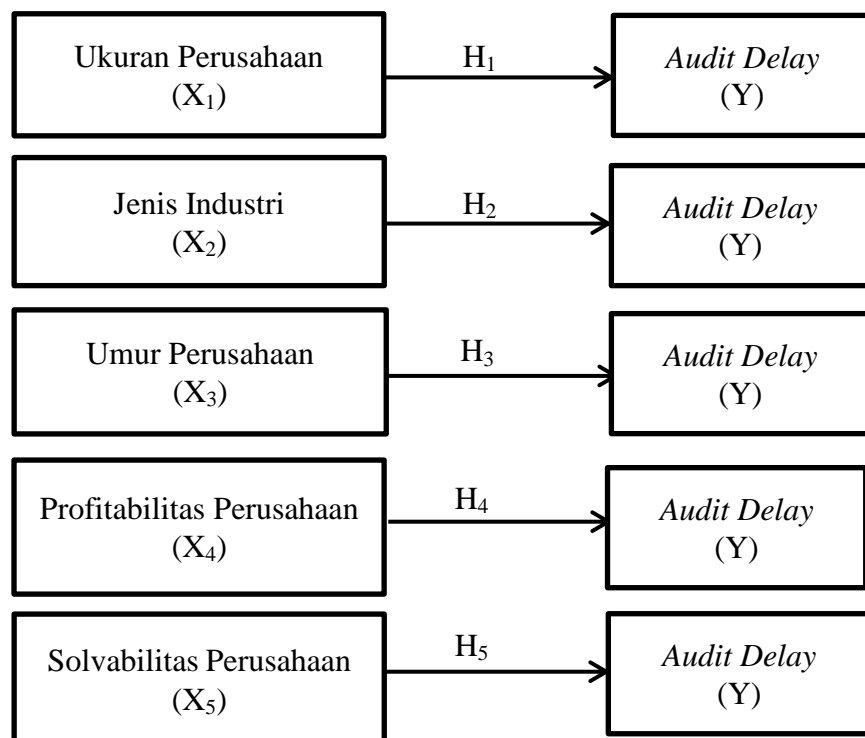 Ukuran Perusahaan
(X₁)
H₁
Audit Delay
(Y)
Jenis Industri
(X₂)
H₂
Audit Delay
(Y)
Umur Perusahaan
(X₃)
H₃
Audit Delay
(Y)
Profitabilitas Perusahaan
(X₄)
H₄
Audit Delay
(Y)
Solvabilitas Perusahaan
(X₅)
H₅
Audit Delay
(Y)